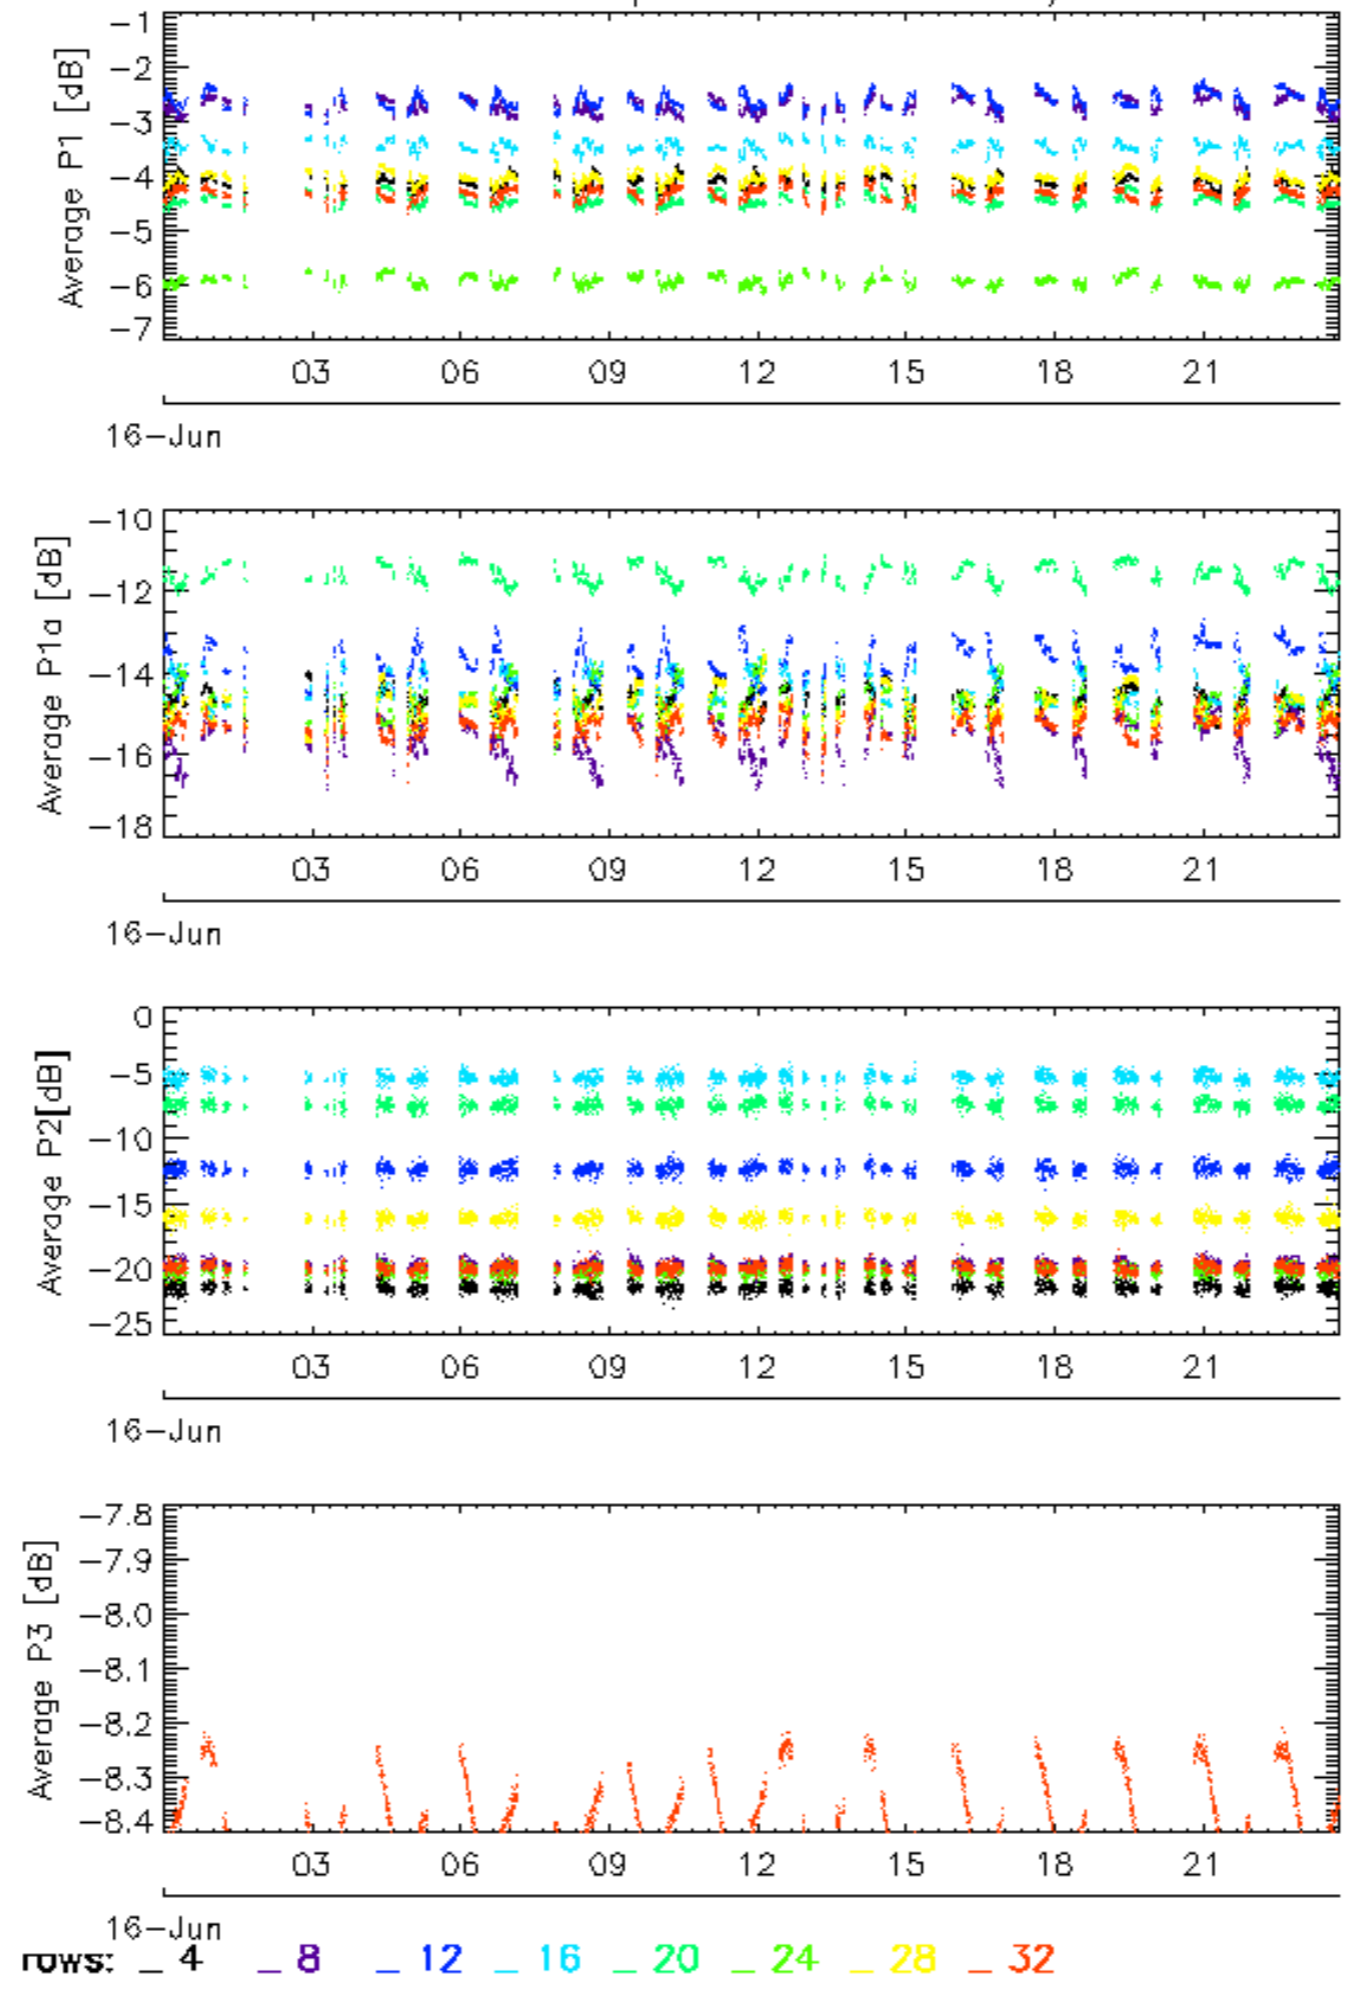 Average P1 [dB]
-1
-2
-3
-4
-5
-6
-7
03 06 09 12 15 18 21
16-Jun
Average P1a [dB]
-10
-12
-14
-16
-18
03 06 09 12 15 18 21
16-Jun
Average P2[dB]
0
-5
-10
-15
-20
-25
03 06 09 12 15 18 21
16-Jun
Average P3 [dB]
-7.8
-7.9
-8.0
-8.1
-8.2
-8.3
-8.4
03 06 09 12 15 18 21
16-Jun
rows: _ 4 _ 8 _ 12 _ 16 _ 20 _ 24 _ 28 _ 32